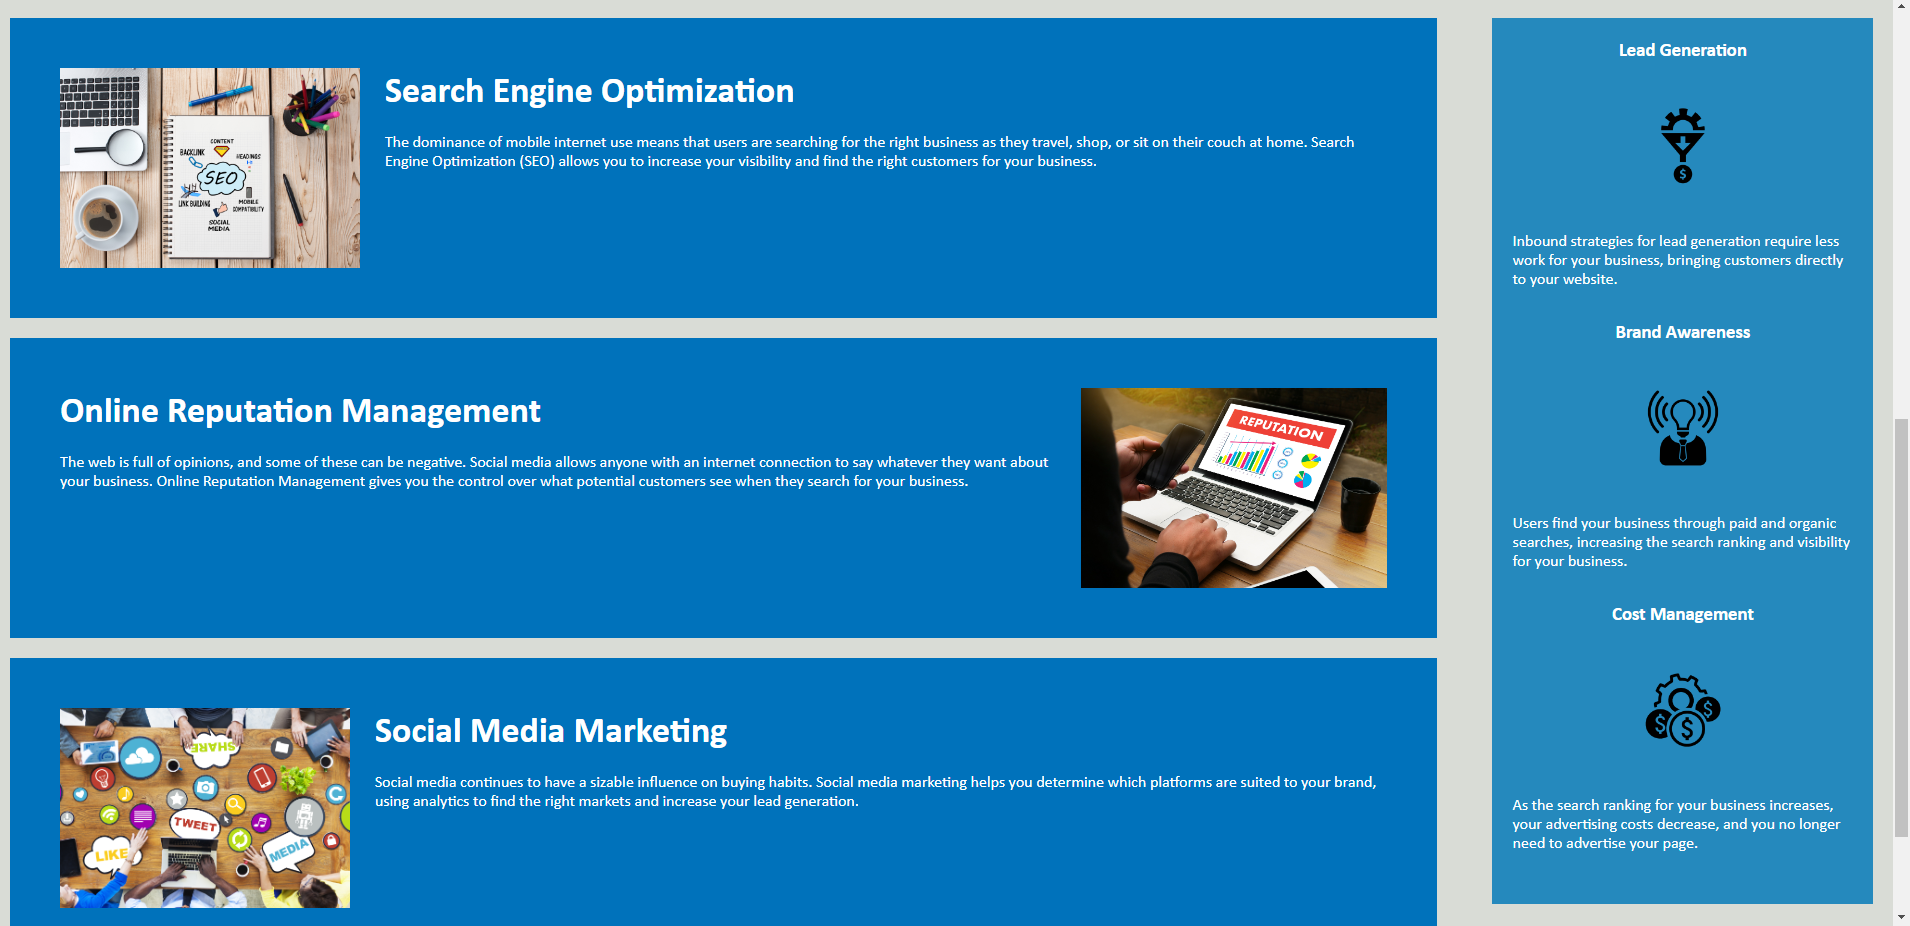 Search Engine Optimization
The dominance of mobile internet use means that users are searching for the right business as they travel, shop, or sit on their couch at home. Search
Engine Optimization (SEO) allows you to increase your visibility and find the right customers for your business.
CONTENT
BACKLINK
HEADINGS
SEO
LINK BUILDING
MOBILE
COMPATIBILITY
SOCIAL
MEDIA
Online Reputation Management
The web is full of opinions, and some of these can be negative. Social media allows anyone with an internet connection to say whatever they want about
your business. Online Reputation Management gives you the control over what potential customers see when they search for your business.
REPUTATION
Social Media Marketing
Social media continues to have a sizable influence on buying habits. Social media marketing helps you determine which platforms are suited to your brand,
using analytics to find the right markets and increase your lead generation.
SHARE
TWEET
LIKE
MEDIA
Lead Generation
Inbound strategies for lead generation require less
work for your business, bringing customers directly
to your website.
Brand Awareness
Users find your business through paid and organic
searches, increasing the search ranking and visibility
for your business.
Cost Management
As the search ranking for your business increases,
your advertising costs decrease, and you no longer
need to advertise your page.